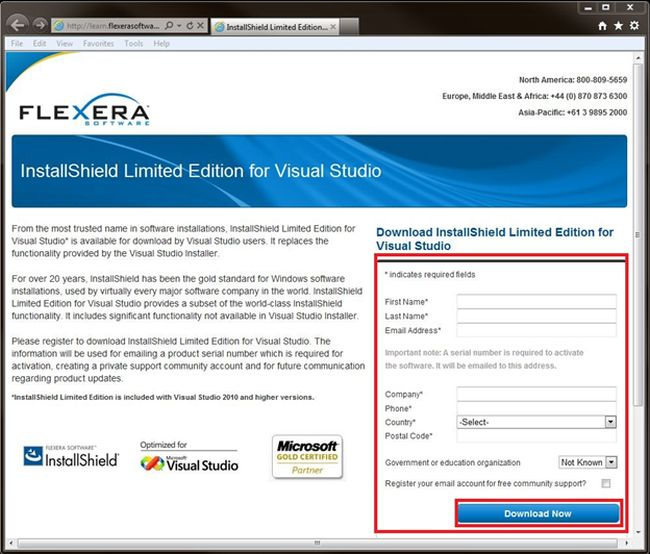 http://learn.flexerasoftwa...
InstallShield Limited Edition...
File Edit View Favorites Tools Help
North America: 800-809-5659
Europe, Middle East & Africa: +44 (0) 870 873 6300
Asia-Pacific: +61 3 9895 2000
FLEXERA
SOFTWARE
InstallShield Limited Edition for Visual Studio
From the most trusted name in software installations, InstallShield Limited Edition for
Visual Studio* is available for download by Visual Studio users. It replaces the
functionality provided by the Visual Studio Installer.
For over 20 years, InstallShield has been the gold standard for Windows software
installations, used by virtually every major software company in the world. InstallShield
Limited Edition for Visual Studio provides a subset of the world-class InstallShield
functionality. It includes significant functionality not available in Visual Studio Installer.
Please register to download InstallShield Limited Edition for Visual Studio. The
information will be used for emailing a product serial number which is required for
activation, creating a private support community account and for future communication
regarding product updates.
*InstallShield Limited Edition is included with Visual Studio 2010 and higher versions.
FLEXERA SOFTWARE™
InstallShield
Optimized for
Microsoft
Visual Studio
Microsoft
GOLD CERTIFIED
Partner
Download InstallShield Limited Edition for
Visual Studio
* indicates required fields
First Name*
Last Name*
Email Address*
Important note: A serial number is required to activate
the software. It will be emailed to this address.
Company*
Phone*
Country* -Select-
Postal Code*
Government or education organization Not Known
Register your email account for free community support?
Download Now